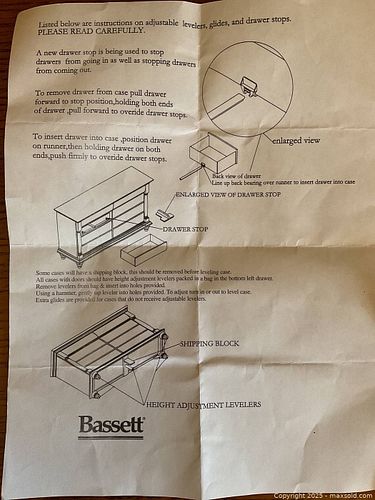 Listed below are instructions on adjustable levelers, glides, and drawer stops.
PLEASE READ CAREFULLY.
A new drawer stop is being used to stop
drawers from going in as well as stopping drawers
from coming out.
To remove drawer from case pull drawer
forward to stop position,holding both ends
of drawer ,pull forward to overide drawer stops.
To insert drawer into case ,position drawer
on runner,then holding drawer on both
ends,push firmly to overide drawer stops.
enlarged view
Back view of drawer
Line up back bearing over runner to insert drawer into case
ENLARGED VIEW OF DRAWER STOP
DRAWER STOP
Some cases will have a shipping block, this should be removed before leveling case.
All cases with doors should have height adjustment levelers packed in a bag in the bottom left drawer.
Remove levelers from bag & insert into holes provided.
Using a hammer, gently tap leveler into holes provided. To adjust turn in or out to level case.
Extra glides are provided for cases that do not receive adjustable levelers.
SHIPPING BLOCK
HEIGHT ADJUSTMENT LEVELERS
Bassett
Copyright 2025 - maxsold.com